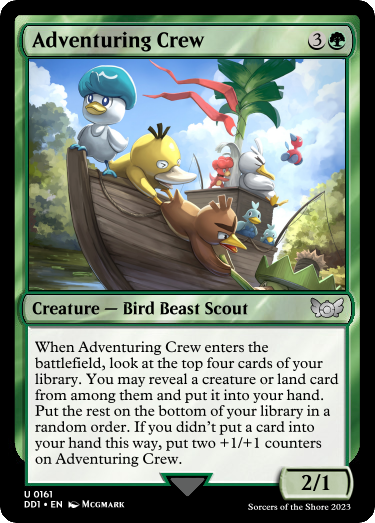 Adventuring Crew 3
Creature — Bird Beast Scout
When Adventuring Crew enters the
battlefield, look at the top four cards of your
library. You may reveal a creature or land card
from among them and put it into your hand.
Put the rest on the bottom of your library in a
random order. If you didn't put a card into
your hand this way, put two +1/+1 counters
on Adventuring Crew.
2/1
U 0161
DD1 • EN McGmark
Sorcers of the Shore 2023